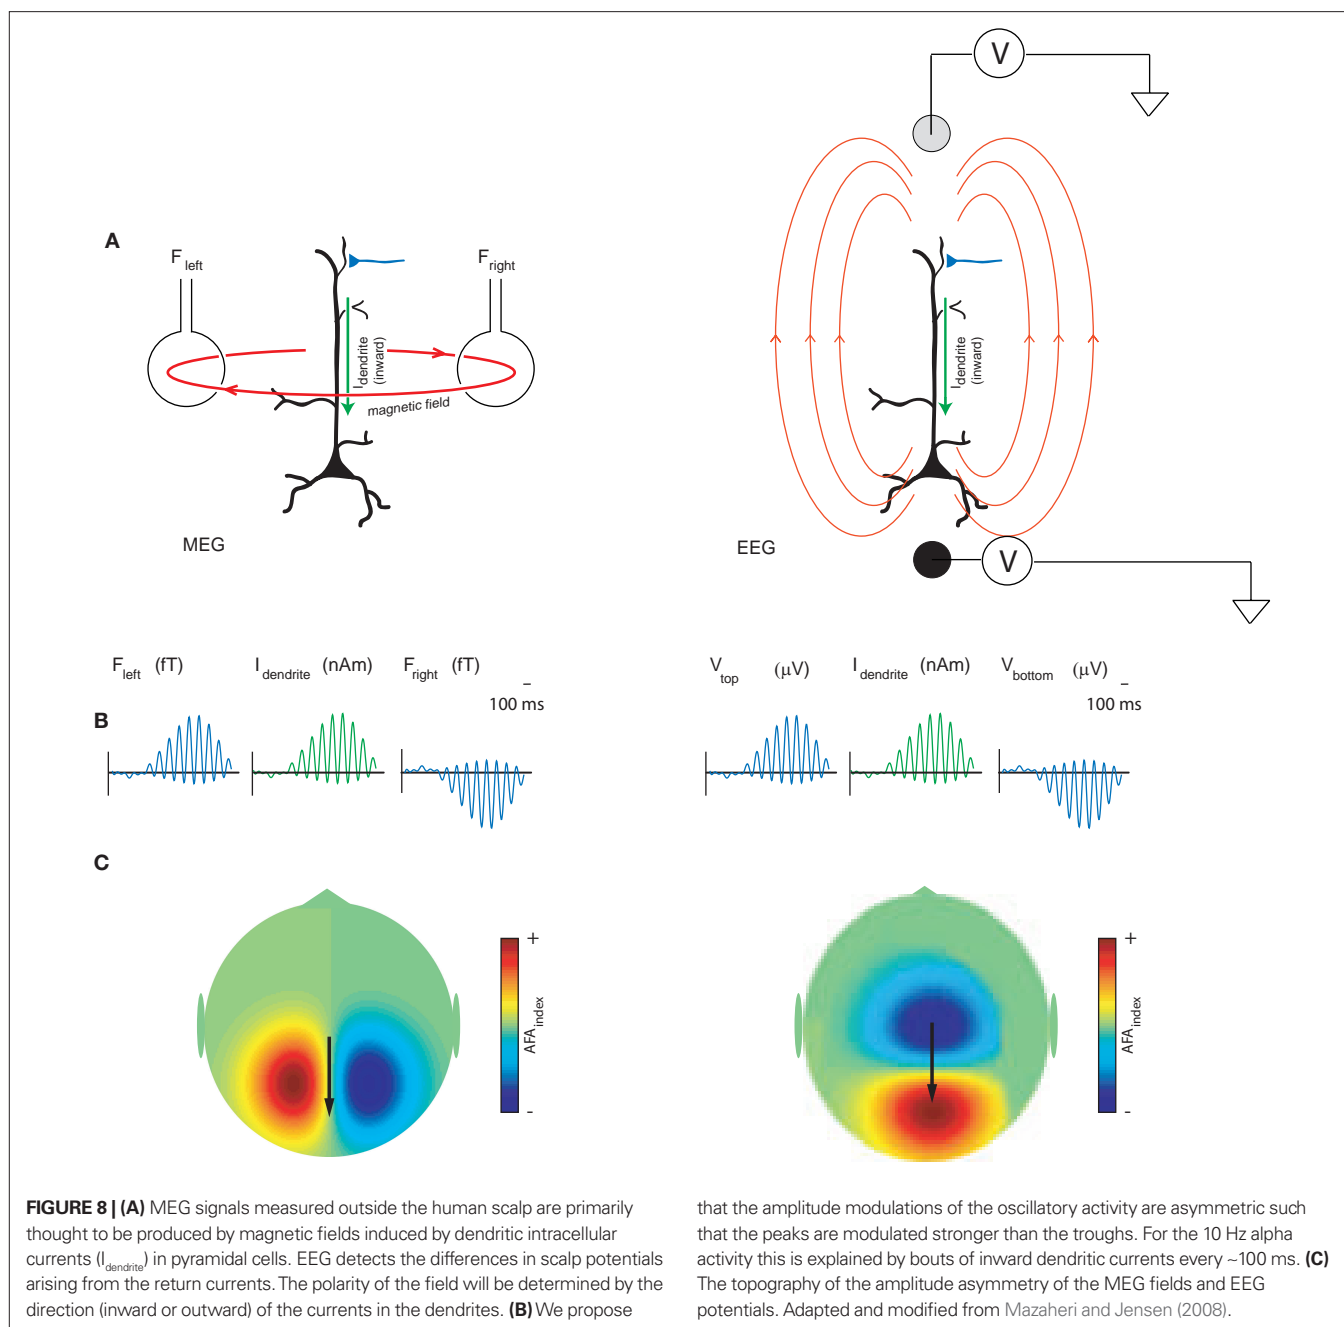 V
A
F left
F right
I dendrite
(inward)
magnetic field
MEG
I dendrite
(inward)
EEG
V
B
F left (fT)
I dendrite (nAm)
F right (fT)
–
100 ms
V top (µV)
I dendrite (nAm)
V bottom (µV)
–
100 ms
C
+
AFA index
-
+
AFA index
-
FIGURE 8 | (A) MEG signals measured outside the human scalp are primarily
thought to be produced by magnetic fields induced by dendritic intracellular
currents (Idendrite) in pyramidal cells. EEG detects the differences in scalp potentials
arising from the return currents. The polarity of the field will be determined by the
direction (inward or outward) of the currents in the dendrites. (B) We propose
that the amplitude modulations of the oscillatory activity are asymmetric such
that the peaks are modulated stronger than the troughs. For the 10 Hz alpha
activity this is explained by bouts of inward dendritic currents every ~100 ms. (C)
The topography of the amplitude asymmetry of the MEG fields and EEG
potentials. Adapted and modified from Mazaheri and Jensen (2008).